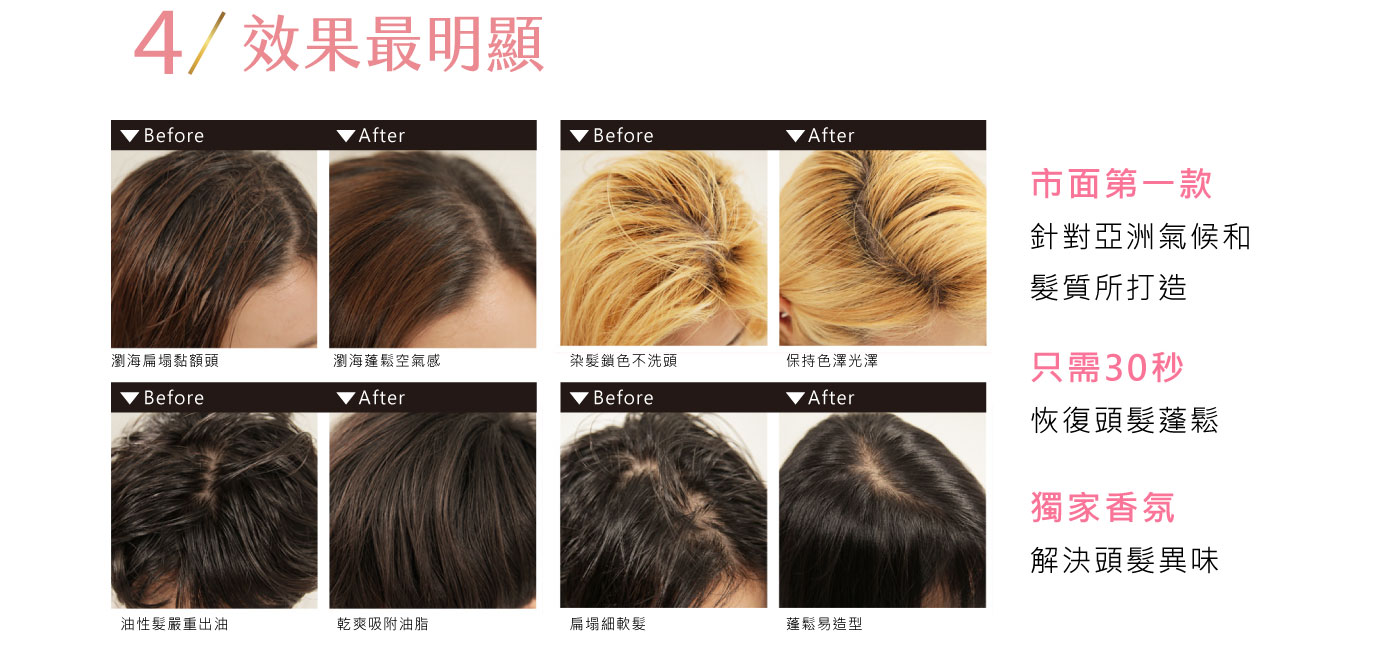 4/ 效果最明顯
▼Before ▼After
瀏海扁塌黏額頭 瀏海蓬鬆空氣感
▼Before ▼After
染髮鎖色不洗頭 保持色澤光澤
▼Before ▼After
油性髮嚴重出油 乾爽吸附油脂
▼Before ▼After
扁塌細軟髮 蓬鬆易造型
市面第一款
針對亞洲氣候和
髮質所打造
只需30秒
恢復頭髮蓬鬆
獨家香氛
解決頭髮異味